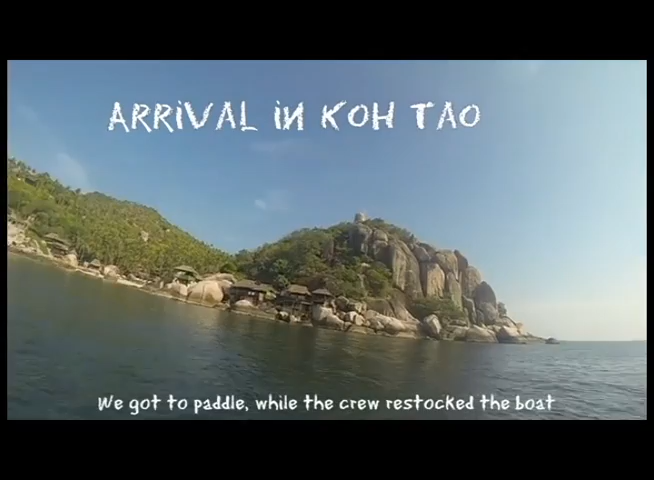 ARRiVAL iN KOH TAO
We got to paddle, while the crew restocked the boat